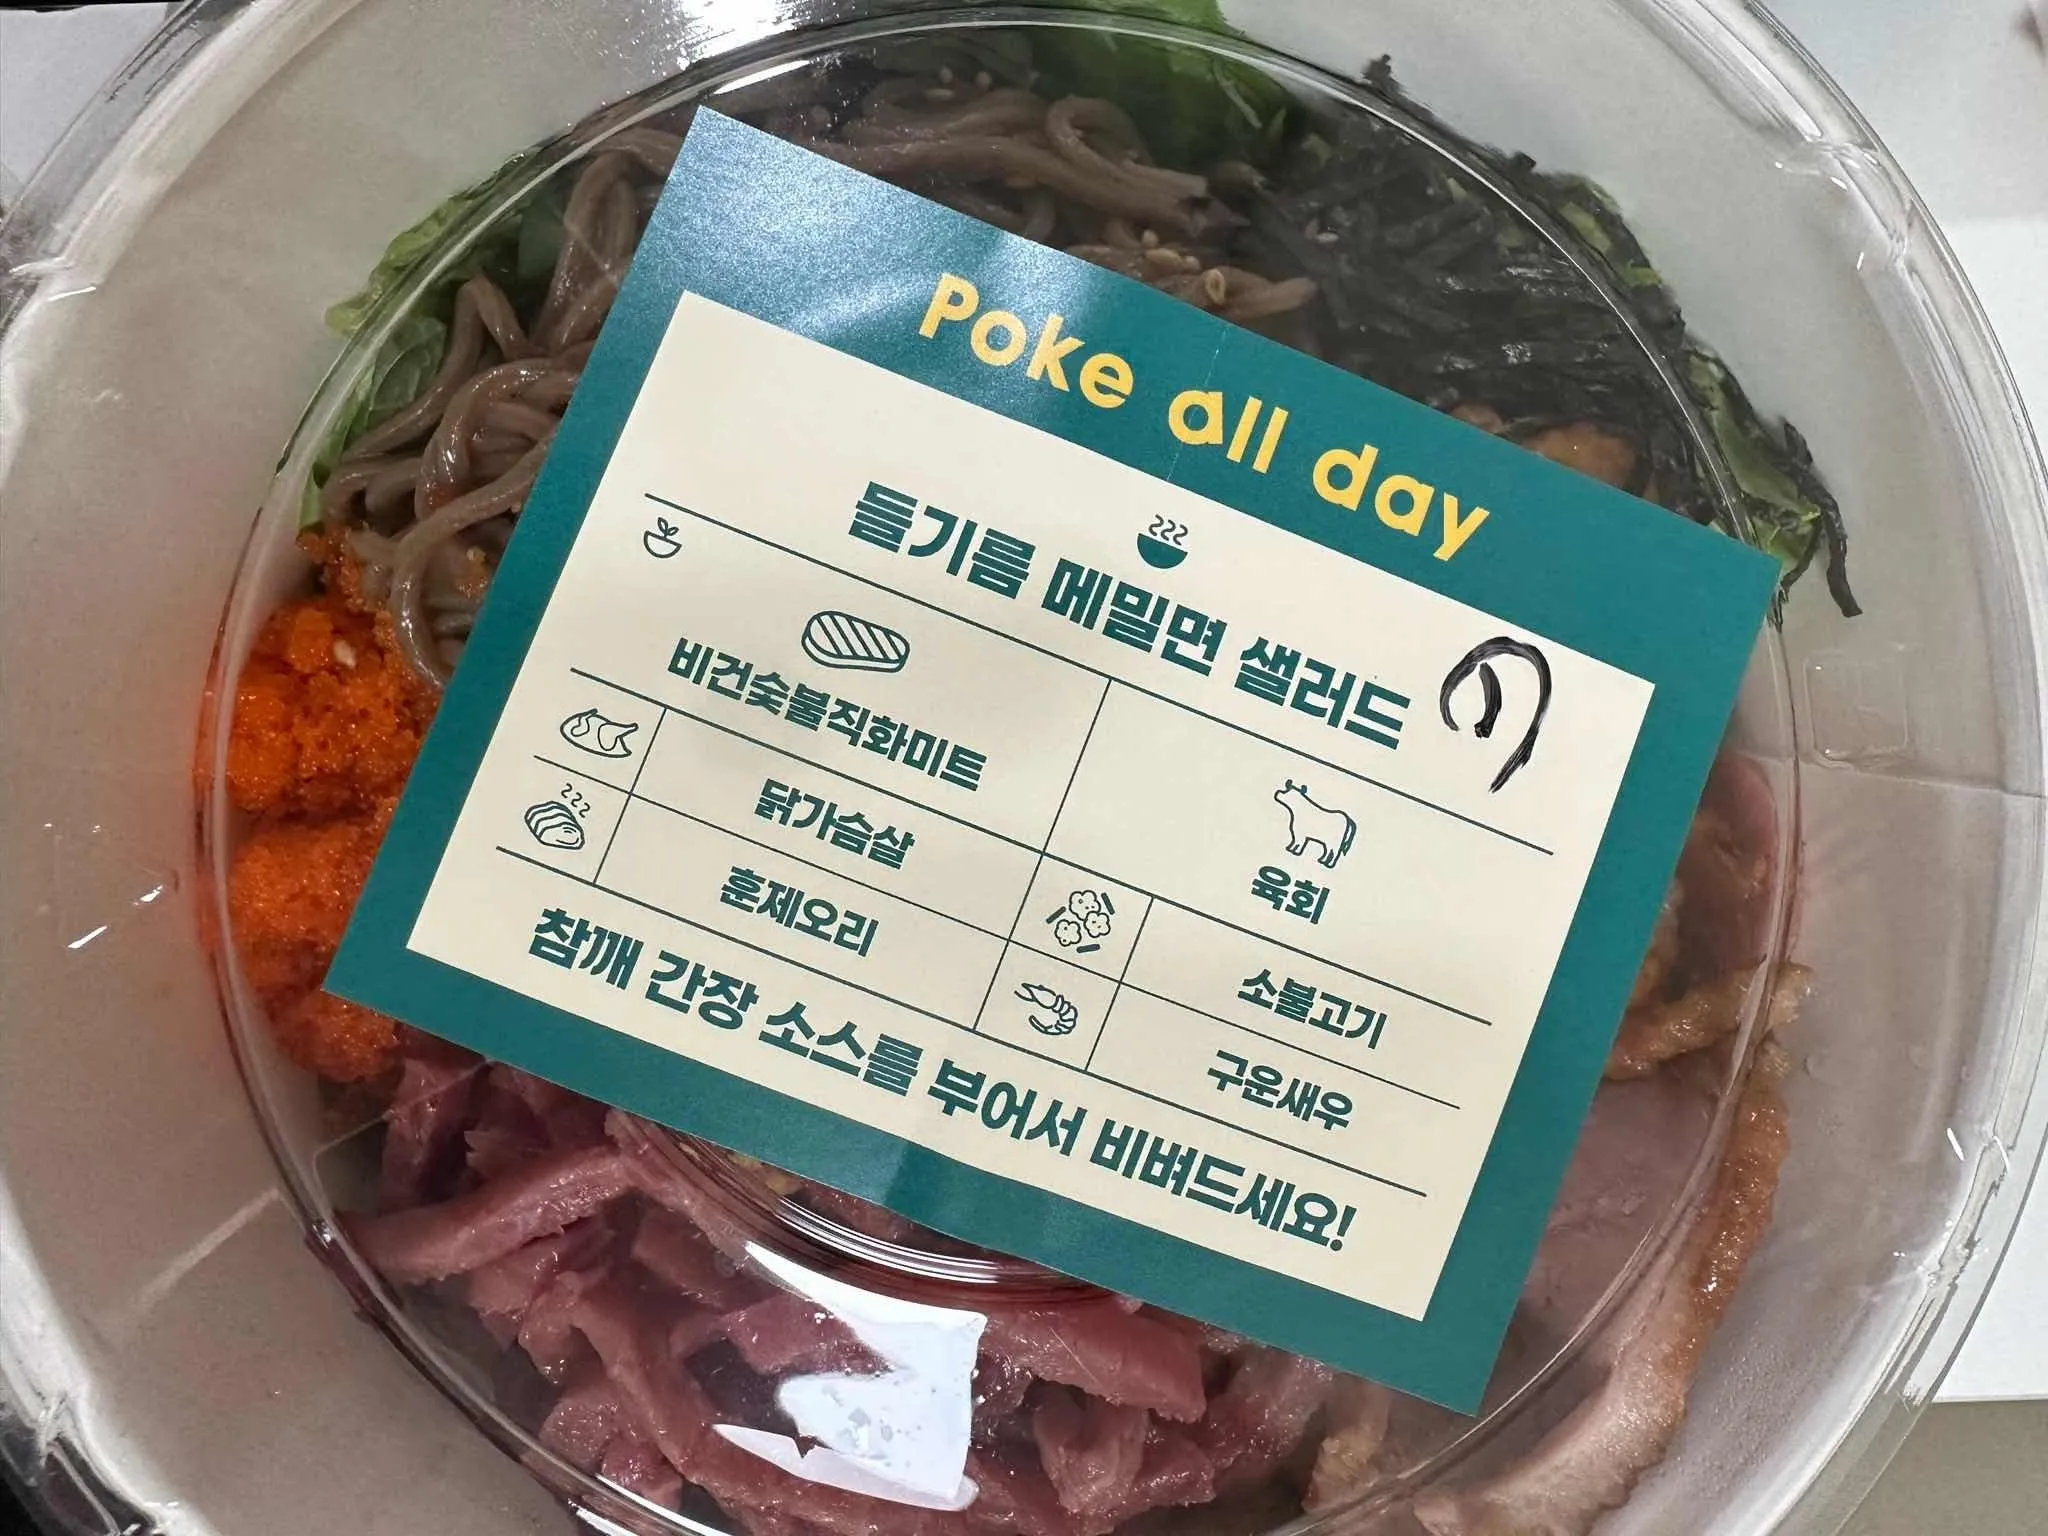 Poke all day
들기름 메밀면 샐러드
비건숯불직화미트
육회
닭가슴살
소불고기
훈제오리
구운새우
참깨 간장 소스를 부어서 비벼드세요!